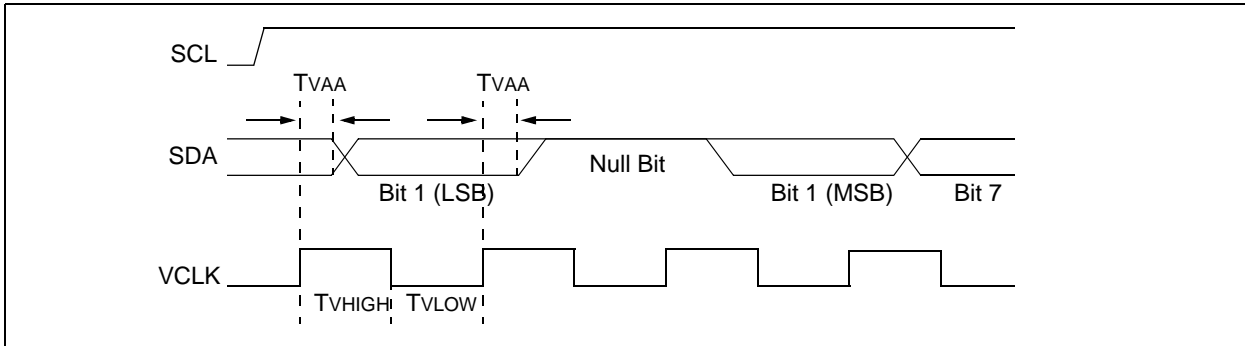 SCL
TVAA TVAA
SDA
Null Bit
Bit 1 (LSB) Bit 1 (MSB) Bit 7
VCLK
TVHIGH TVLOW